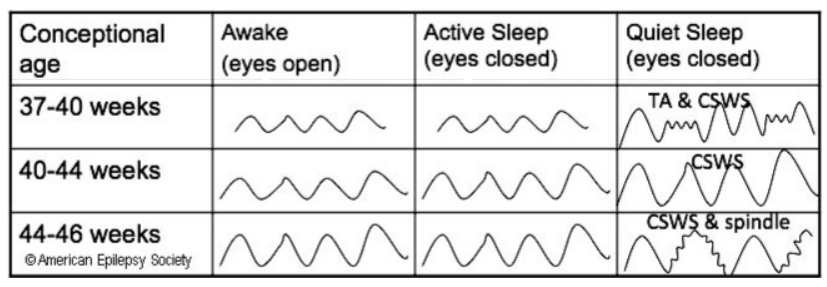 Conceptional
age
Awake
(eyes open)
Active Sleep
(eyes closed)
Quiet Sleep
(eyes closed)
37-40 weeks
TA & CSWS
40-44 weeks
CSWS
44-46 weeks
©American Epilepsy Society
CSWS & spindle